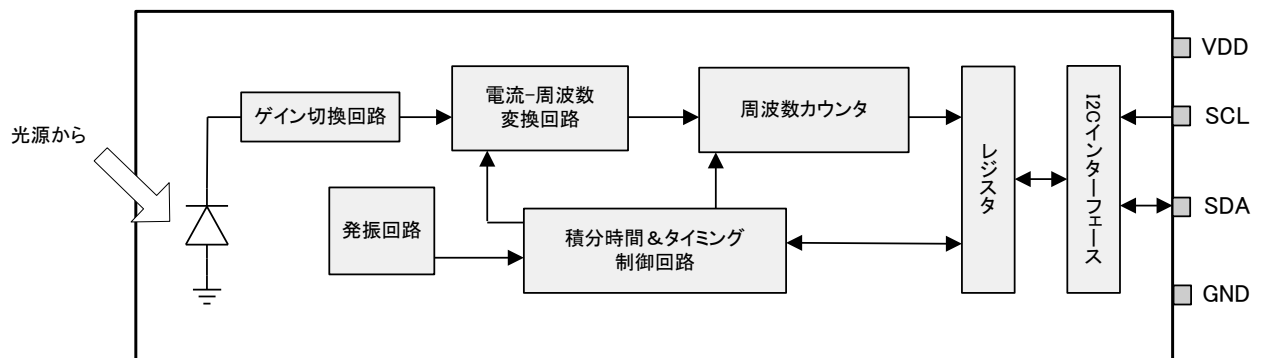 光源から
ゲイン切換回路
電流-周波数
変換回路
周波数カウンタ
発振回路
積分時間＆タイミング
制御回路
レジスタ
I2Cインターフェース
VDD
SCL
SDA
GND